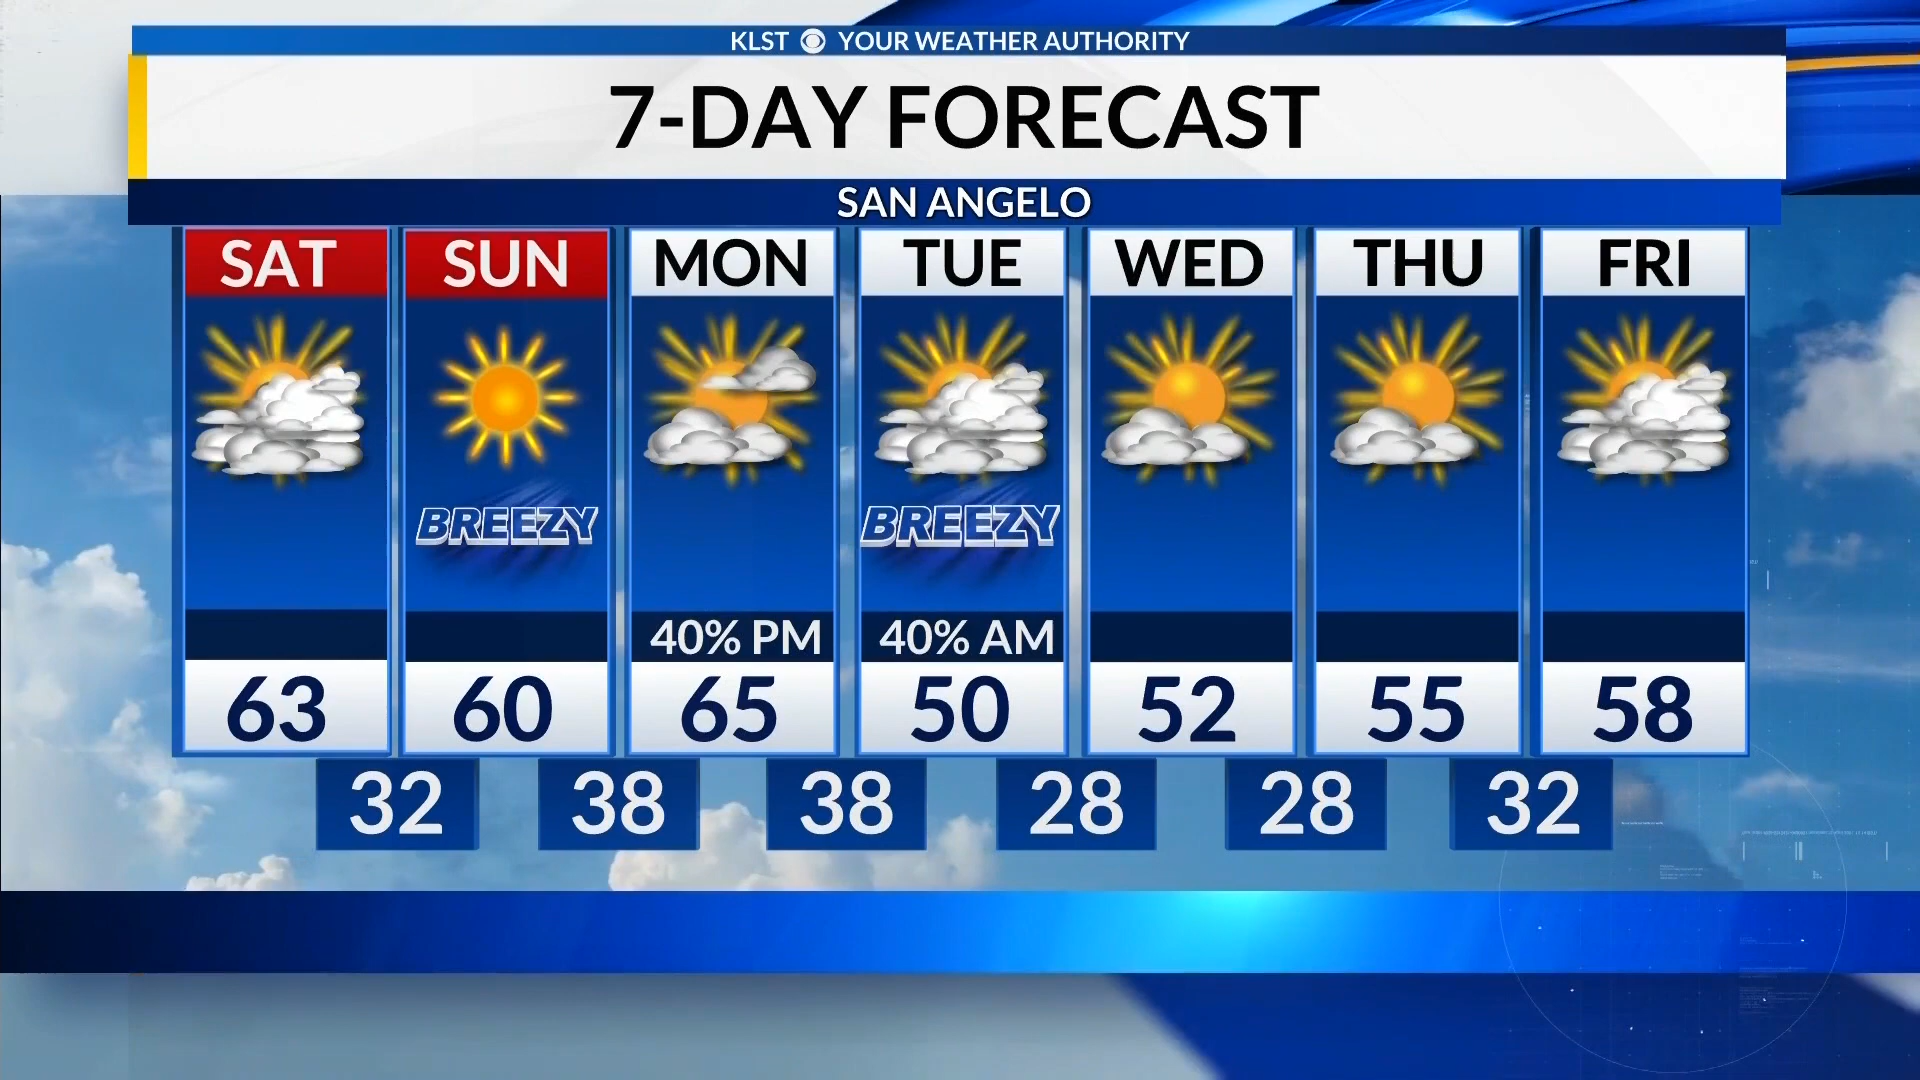 KLST YOUR WEATHER AUTHORITY
7-DAY FORECAST
SAN ANGELO
SAT SUN MON TUE WED THU FRI
BREEZY BREEZY
40% PM 40% AM
63 60 65 50 52 55 58
32 38 38 28 28 32